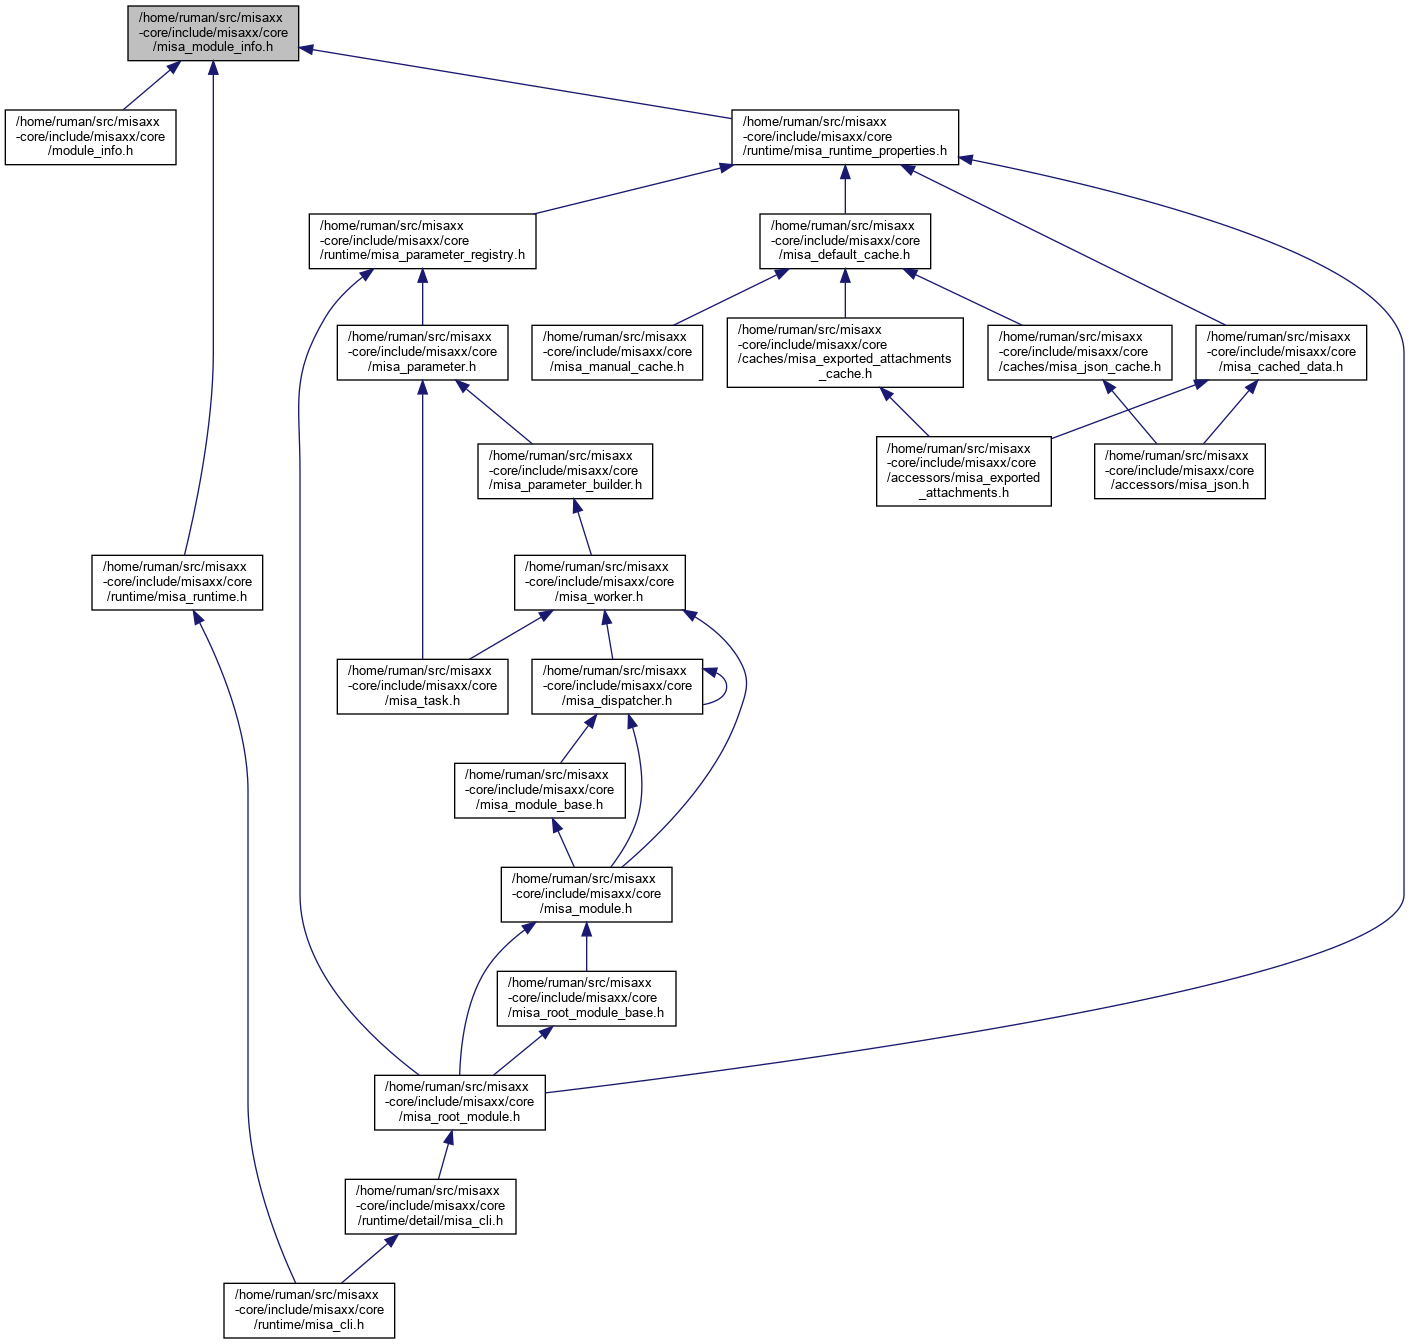 /home/ruman/src/misaxx
-core/include/misaxx/core
/misa_module_info.h
/home/ruman/src/misaxx
-core/include/misaxx/core
/module_info.h
/home/ruman/src/misaxx
-core/include/misaxx/core
/runtime/misa_runtime_properties.h
/home/ruman/src/misaxx
-core/include/misaxx/core
/runtime/misa_parameter_registry.h
/home/ruman/src/misaxx
-core/include/misaxx/core
/misa_default_cache.h
/home/ruman/src/misaxx
-core/include/misaxx/core
/misa_parameter.h
/home/ruman/src/misaxx
-core/include/misaxx/core
/misa_manual_cache.h
/home/ruman/src/misaxx
-core/include/misaxx/core
/caches/misa_exported_attachments
_cache.h
/home/ruman/src/misaxx
-core/include/misaxx/core
/caches/misa_json_cache.h
/home/ruman/src/misaxx
-core/include/misaxx/core
/misa_cached_data.h
/home/ruman/src/misaxx
-core/include/misaxx/core
/misa_parameter_builder.h
/home/ruman/src/misaxx
-core/include/misaxx/core
/accessors/misa_exported
_attachments.h
/home/ruman/src/misaxx
-core/include/misaxx/core
/accessors/misa_json.h
/home/ruman/src/misaxx
-core/include/misaxx/core
/runtime/misa_runtime.h
/home/ruman/src/misaxx
-core/include/misaxx/core
/misa_worker.h
/home/ruman/src/misaxx
-core/include/misaxx/core
/misa_task.h
/home/ruman/src/misaxx
-core/include/misaxx/core
/misa_dispatcher.h
/home/ruman/src/misaxx
-core/include/misaxx/core
/misa_module_base.h
/home/ruman/src/misaxx
-core/include/misaxx/core
/misa_module.h
/home/ruman/src/misaxx
-core/include/misaxx/core
/misa_root_module_base.h
/home/ruman/src/misaxx
-core/include/misaxx/core
/misa_root_module.h
/home/ruman/src/misaxx
-core/include/misaxx/core
/runtime/detail/misa_cli.h
/home/ruman/src/misaxx
-core/include/misaxx/core
/runtime/misa_cli.h